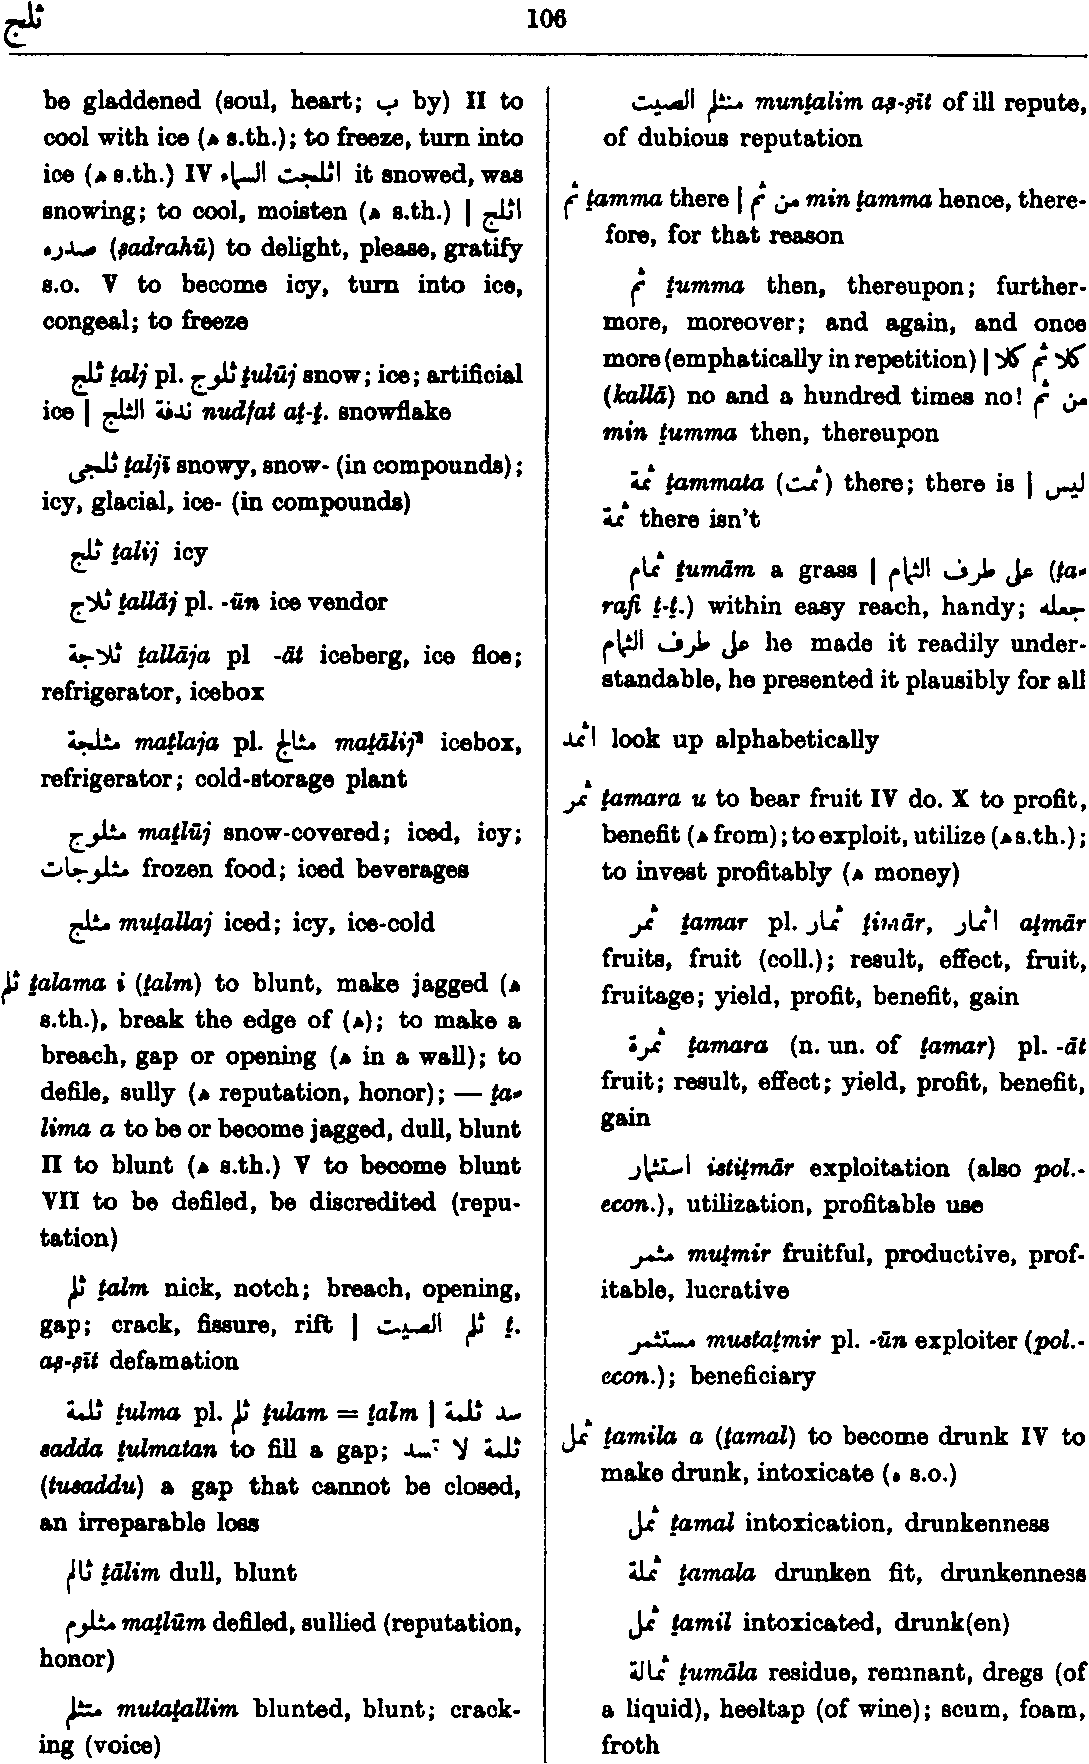 ثلج
106
be gladdened (soul, heart; ب by) II to
cool with ice (ه s.th.); to freeze, turn into
ice (ه s.th.) IV اثلجت السماء it snowed, was
snowing; to cool, moisten (ه s.th.) | اثلج
صدره (ṣadrahū) to delight, please, gratify
s.o. V to become icy, turn into ice,
congeal; to freeze
ثلج ṯalj pl. ثلوج ṯulūj snow; ice; artificial
ice | ندفة الثلج nudfat aṯ-ṯ. snowflake
ثلجى ṯaljī snowy, snow- (in compounds);
icy, glacial, ice- (in compounds)
ثلج ṯalij icy
ثلاج ṯallāj pl. -ūn ice vendor
ثلاجة ṯallāja pl -āt iceberg, ice floe;
refrigerator, icebox
مثلجة maṯlaja pl. مثالج maṯālij² icebox,
refrigerator; cold-storage plant
مثلوج maṯlūj snow-covered; iced, icy;
مثلوجات frozen food; iced beverages
مثلج muṯallaj iced; icy, ice-cold
ثلم ṯalama i (ṯalm) to blunt, make jagged (ه
s.th.), break the edge of (ه); to make a
breach, gap or opening (ه in a wall); to
defile, sully (ه reputation, honor); — ṯa-
lima a to be or become jagged, dull, blunt
II to blunt (ه s.th.) V to become blunt
VII to be defiled, be discredited (repu-
tation)
ثلم ṯalm nick, notch; breach, opening,
gap; crack, fissure, rift | ثلم الصيت ṯ.
aṣ-ṣīt defamation
ثلمة ṯulma pl. ثلم ṯulam = ṯalm | سد ثلمة
sadda ṯulmatan to fill a gap; ثلمة لا تسد
(tusaddu) a gap that cannot be closed,
an irreparable loss
ثالم ṯālim dull, blunt
مثلوم maṯlūm defiled, sullied (reputation,
honor)
متثلم mutaṯallim blunted, blunt; crack-
ing (voice)
منثلم الصيت munṯalim aṣ-ṣīt of ill repute,
of dubious reputation
ثم ṯamma there | من ثم min ṯamma hence, there-
fore, for that reason
ثم ṯumma then, thereupon; further-
more, moreover; and again, and once
more (emphatically in repetition) | كلا ثم كلا
(kallā) no and a hundred times no! من ثم
min ṯumma then, thereupon
ثمة ṯammata (ثمت) there; there is | ليس
ثمة there isn't
ثمام ṯumām a grass | على طرف الثمام (ṭa-
rafi ṯ-ṯ.) within easy reach, handy; جعله
على طرف الثمام he made it readily under-
standable, he presented it plausibly for all
اثمد look up alphabetically
ثمر ṯamara u to bear fruit IV do. X to profit,
benefit (ه from); to exploit, utilize (ه s.th.);
to invest profitably (ه money)
ثمر ṯamar pl. ثمار ṯimār, اثمار aṯmār
fruits, fruit (coll.); result, effect, fruit,
fruitage; yield, profit, benefit, gain
ثمرة ṯamara (n. un. of ṯamar) pl. -āt
fruit; result, effect; yield, profit, benefit,
gain
استثمار istiṯmār exploitation (also pol.-
econ.), utilization, profitable use
مثمر muṯmir fruitful, productive, prof-
itable, lucrative
مستثمر mustaṯmir pl. -ūn exploiter (pol.-
econ.); beneficiary
ثمل ṯamila a (ṯamal) to become drunk IV to
make drunk, intoxicate (ه s.o.)
ثمل ṯamal intoxication, drunkenness
ثملة ṯamala drunken fit, drunkenness
ثمل ṯamil intoxicated, drunk(en)
ثمالة ṯumāla residue, remnant, dregs (of
a liquid), heeltap (of wine); scum, foam,
froth